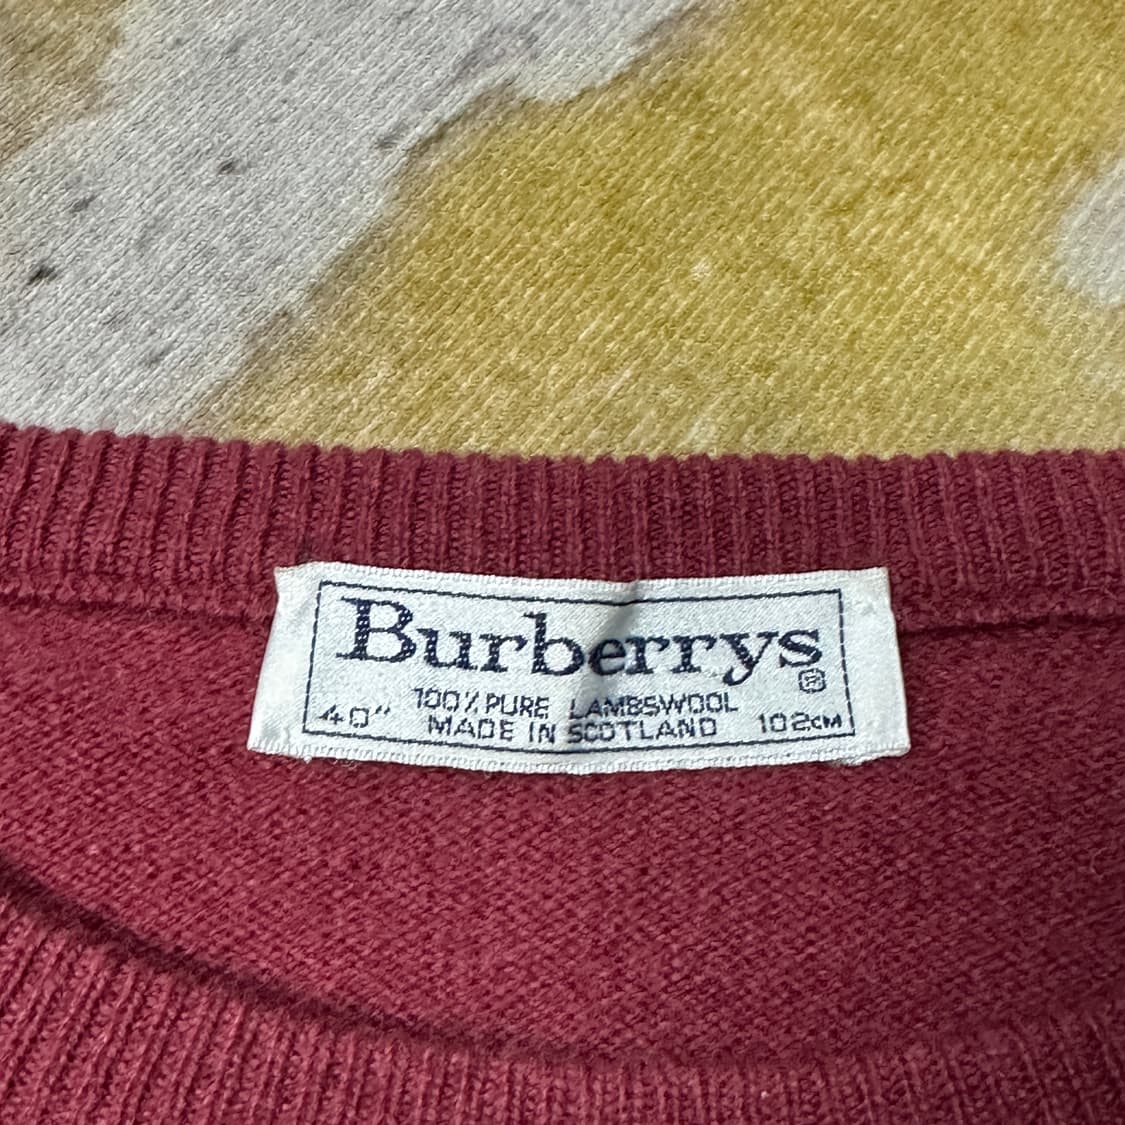 Burberrys
®
100% PURE LAMBSWOOL
40" MADE IN SCOTLAND 102CM